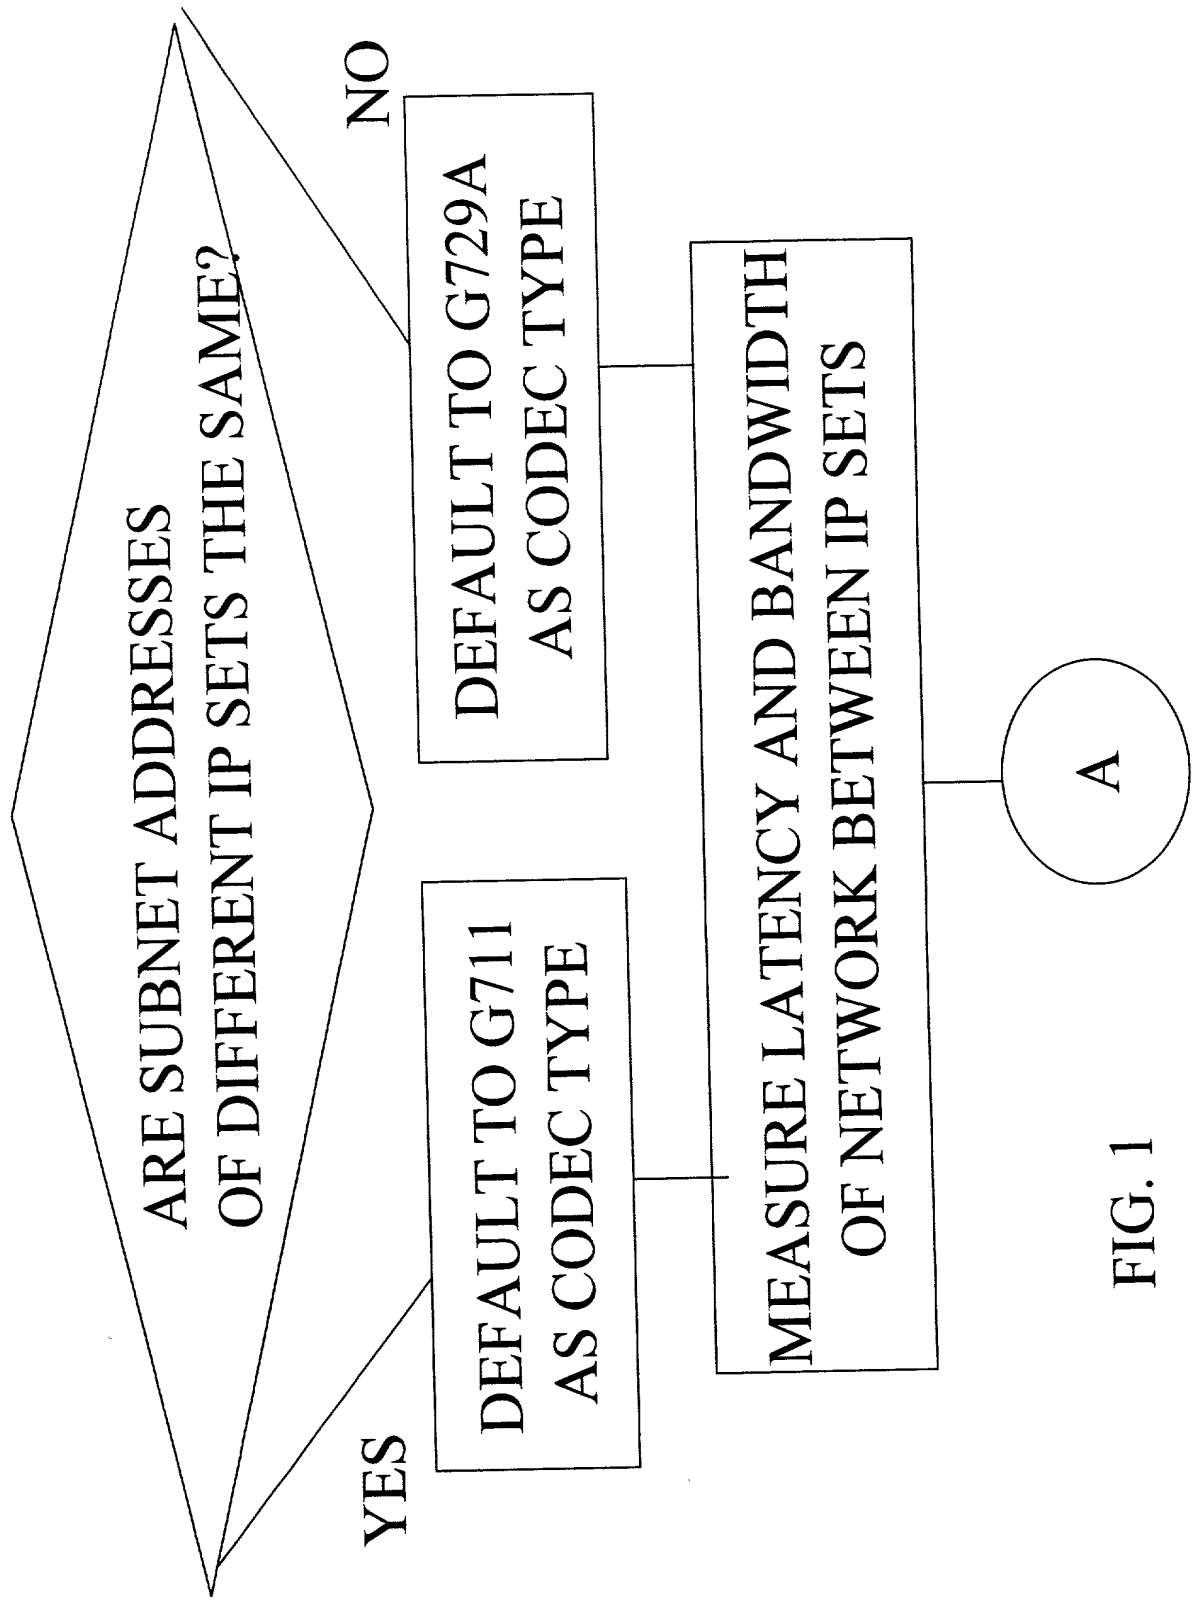 ARE SUBNET ADDRESSES
OF DIFFERENT IP SETS THE SAME?
YES
NO
DEFAULT TO G711
AS CODEC TYPE
DEFAULT TO G729A
AS CODEC TYPE
MEASURE LATENCY AND BANDWIDTH
OF NETWORK BETWEEN IP SETS
A
FIG. 1